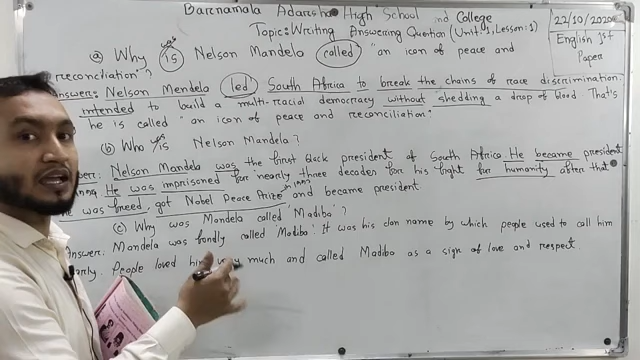 Barnamala Adarsha High School and College
Topic: Writing Answering Question (Unit: 1, Lesson: 1)
22/10/2020
English 1st
Paper
was
a) Why is Nelson Mandela called "an icon of peace and
reconciliation"?
Answer: Nelson Mendela led South Africa to break the chains of race discrimination.
intended to build a multi-racial democracy without shedding a drop of blood. That's
he is called "an icon of peace and reconciliation."
(b) Who is Nelson Mandela?
Nelson Mandela was the first black president of South Africa. He became president
He was imprisoned for nearly three decades for his fight for humanity after that
he was freed, got Nobel Peace Prize in 1993 and became president
(c) Why was Mandela called 'Madiba'?
Answer: Mandela was fondly called 'Madiba'. It was his clan name by which people used to call him
People loved him very much and called Madiba as a sign of love and respect.